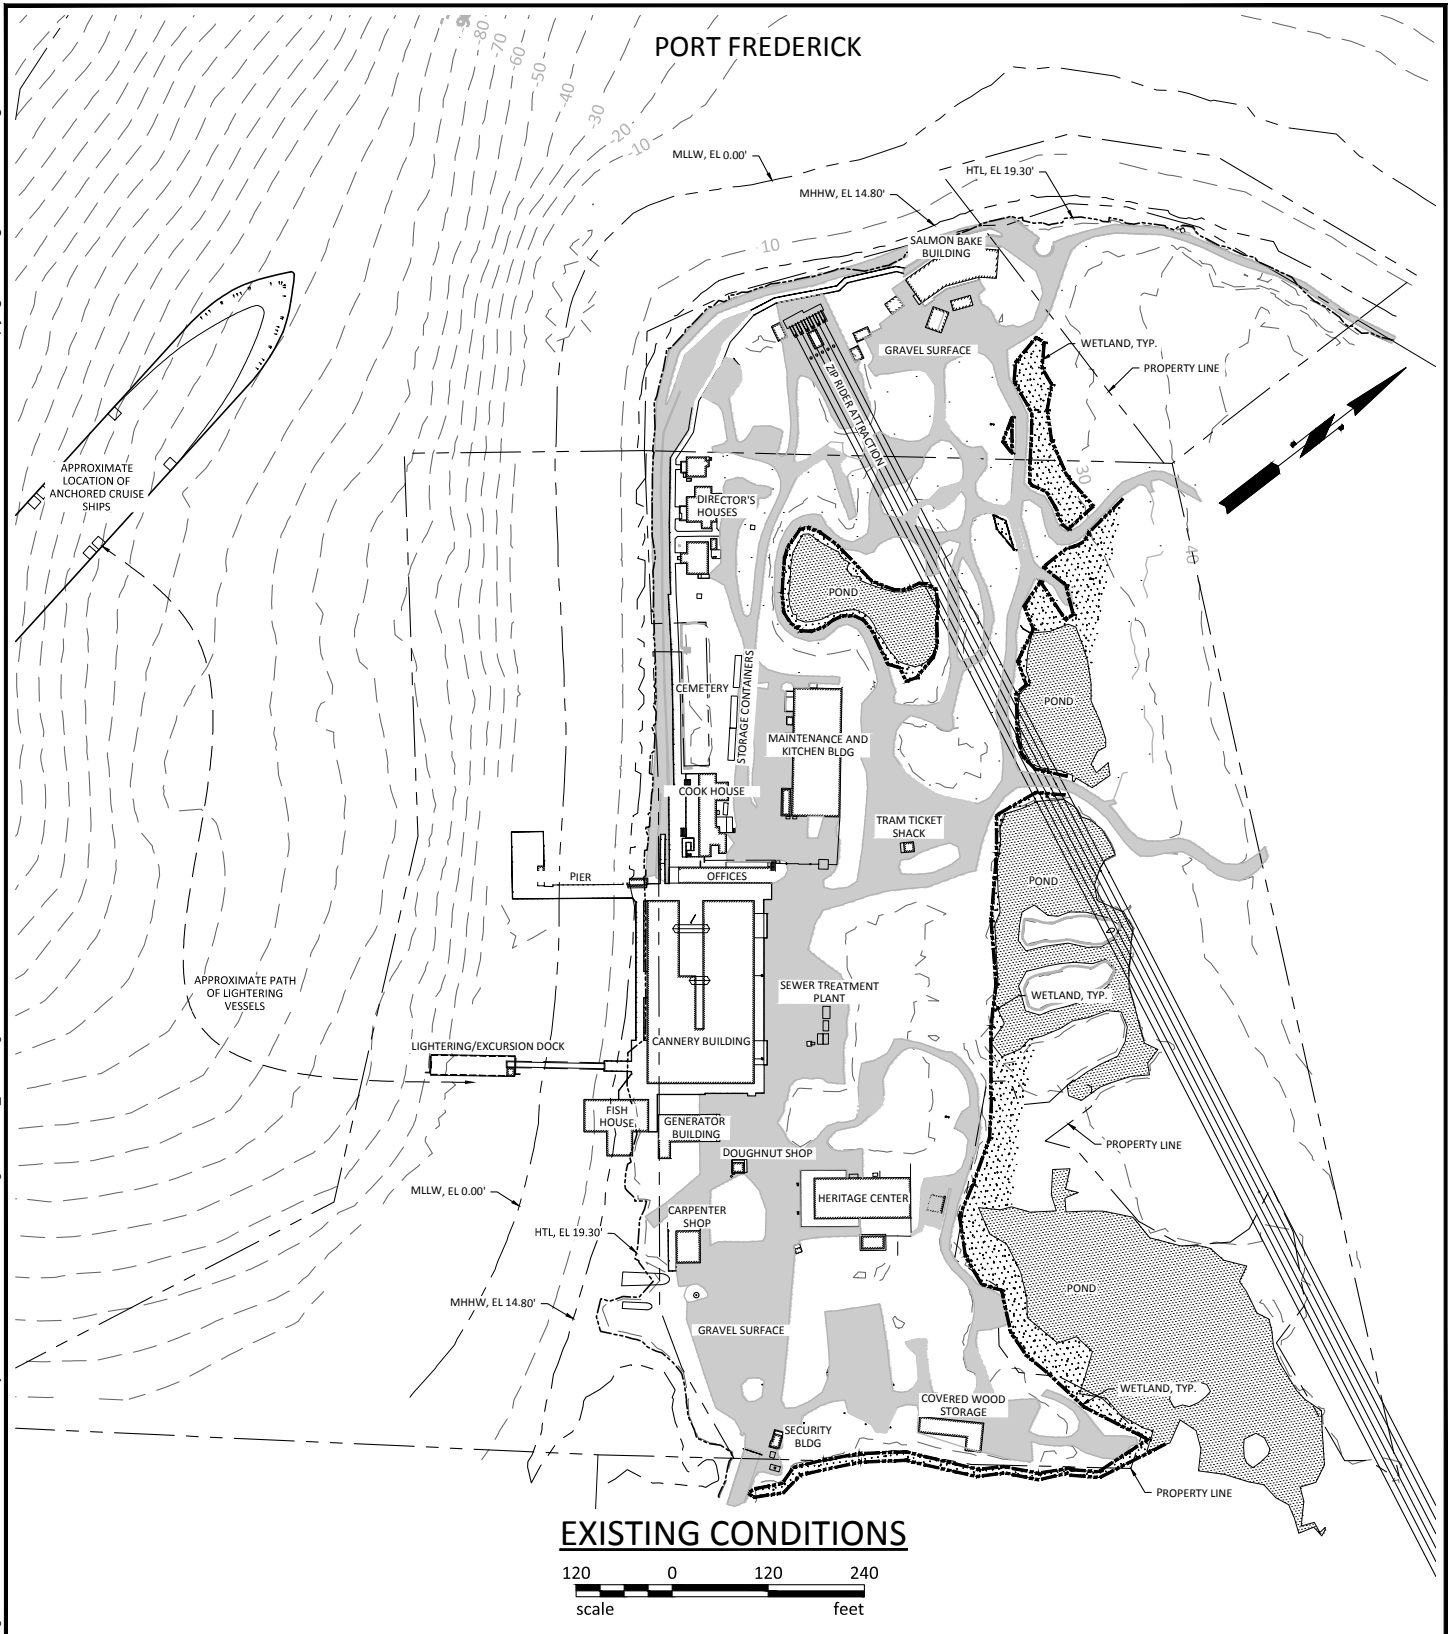 PORT FREDERICK
-80
-70
-60
-50
-40
-30
-20
-10
MLLW, EL 0.00'
HTL, EL 19.30'
MHHW, EL 14.80'
10
SALMON BAKE
BUILDING
WETLAND, TYP.
GRAVEL SURFACE
PROPERTY LINE
ZIP RIDER ATTRACTION
APPROXIMATE
LOCATION OF
ANCHORED CRUISE
SHIPS
30
DIRECTOR'S
HOUSES
40
POND
CEMETERY
STORAGE CONTAINERS
POND
MAINTENANCE AND
KITCHEN BLDG
COOK HOUSE
TRAM TICKET
SHACK
PIER
OFFICES
POND
APPROXIMATE PATH
OF LIGHTERING
VESSELS
SEWER TREATMENT
PLANT
WETLAND, TYP.
LIGHTERING/EXCURSION DOCK
CANNERY BUILDING
FISH
HOUSE
GENERATOR
BUILDING
PROPERTY LINE
DOUGHNUT SHOP
MLLW, EL 0.00'
HERITAGE CENTER
CARPENTER
SHOP
HTL, EL 19.30'
POND
MHHW, EL 14.80'
GRAVEL SURFACE
WETLAND, TYP.
COVERED WOOD
STORAGE
SECURITY
BLDG
PROPERTY LINE
EXISTING CONDITIONS
120 0 120 240
scale feet